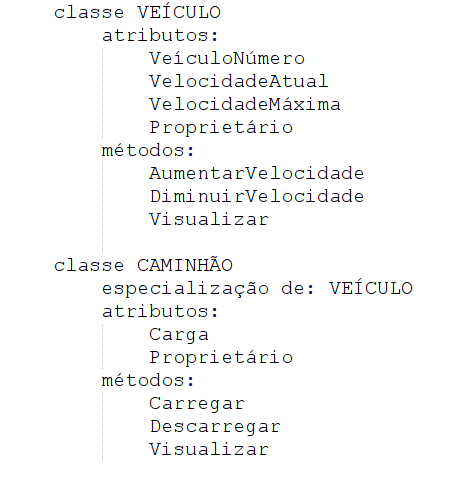 classe VEÍCULO
atributos:
VeículoNúmero
VelocidadeAtual
VelocidadeMáxima
Proprietário
métodos:
AumentarVelocidade
DiminuirVelocidade
Visualizar
classe CAMINHÃO
especialização de: VEÍCULO
atributos:
Carga
Proprietário
métodos:
Carregar
Descarregar
Visualizar